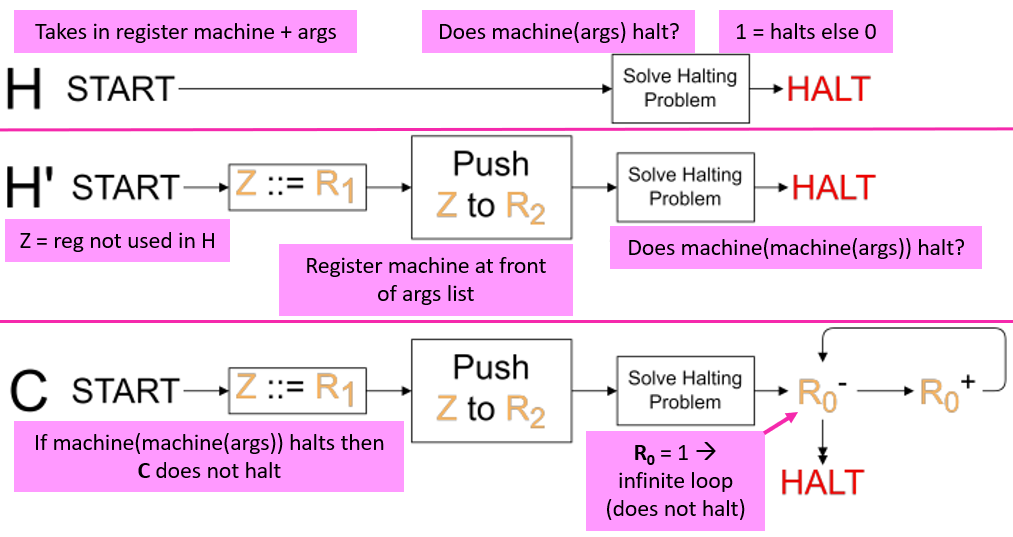 Takes in register machine + args
Does machine(args) halt?
1 = halts else 0
H START
Solve Halting
Problem
HALT
H' START
Z ::= R1
Push
Z to R2
Solve Halting
Problem
HALT
Z = reg not used in H
Register machine at front
of args list
Does machine(machine(args)) halt?
C START
Z ::= R1
Push
Z to R2
Solve Halting
Problem
R0-
R0+
If machine(machine(args)) halts then
C does not halt
R0 = 1 →
infinite loop
(does not halt)
HALT